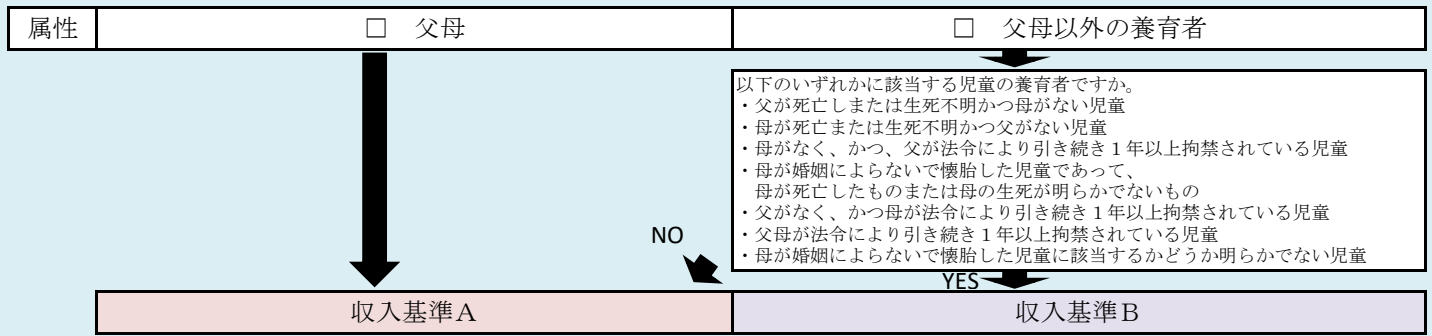 属性
□ 父母
□ 父母以外の養育者
以下のいずれかに該当する児童の養育者ですか。
・父が死亡しまたは生死不明かつ母がない児童
・母が死亡または生死不明かつ父がない児童
・母がなく、かつ、父が法令により引き続き１年以上拘禁されている児童
・母が婚姻によらないで懐胎した児童であって、
母が死亡したものまたは母の生死が明らかでないもの
・父がなく、かつ母が法令により引き続き１年以上拘禁されている児童
・父母が法令により引き続き１年以上拘禁されている児童
・母が婚姻によらないで懐胎した児童に該当するかどうか明らかでない児童
NO
YES
収入基準Ａ
収入基準Ｂ